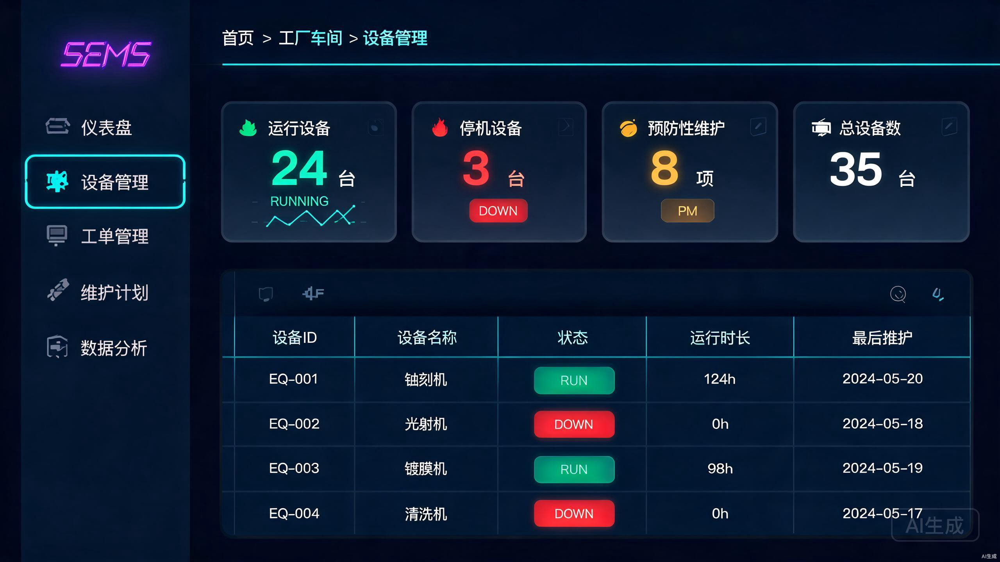 SEMS
首页 > 工厂车间 > 设备管理
仪表盘
设备管理
工单管理
维护计划
数据分析
运行设备
24 台
RUNNING
停机设备
3 台
DOWN
预防性维护
8 项
PM
总设备数
35 台
设备ID 设备名称 状态 运行时长 最后推护
EQ-001 铀刻机 RUN 124h 2024-05-20
EQ-002 光射机 DOWN 0h 2024-05-18
EQ-003 镀膜机 RUN 98h 2024-05-19
EQ-004 清洗机 DOWN 0h 2024-05-17
AI生成
AI生成